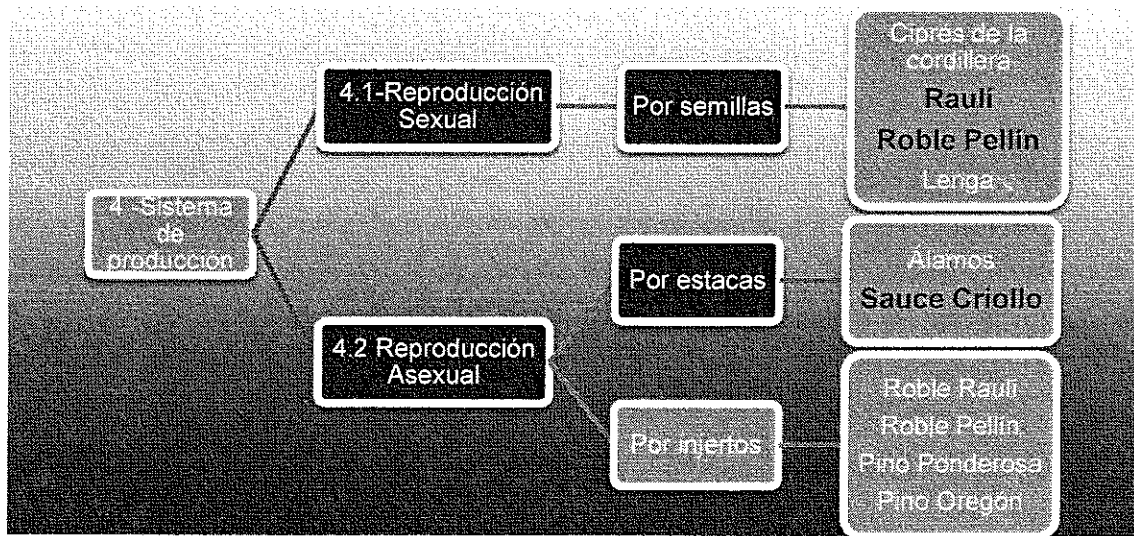 4.-Sistema
de
producción
4.1-Reproducción
Sexual
Por semillas
Ciprés de la
cordillera
Raulí
Roble Pellín
Lenga
4.2 Reproducción
Asexual
Por estacas
Álamos
Sauce Criollo
Por injertos
Roble Raulí
Roble Pellín
Pino Ponderosa
Pino Oregón